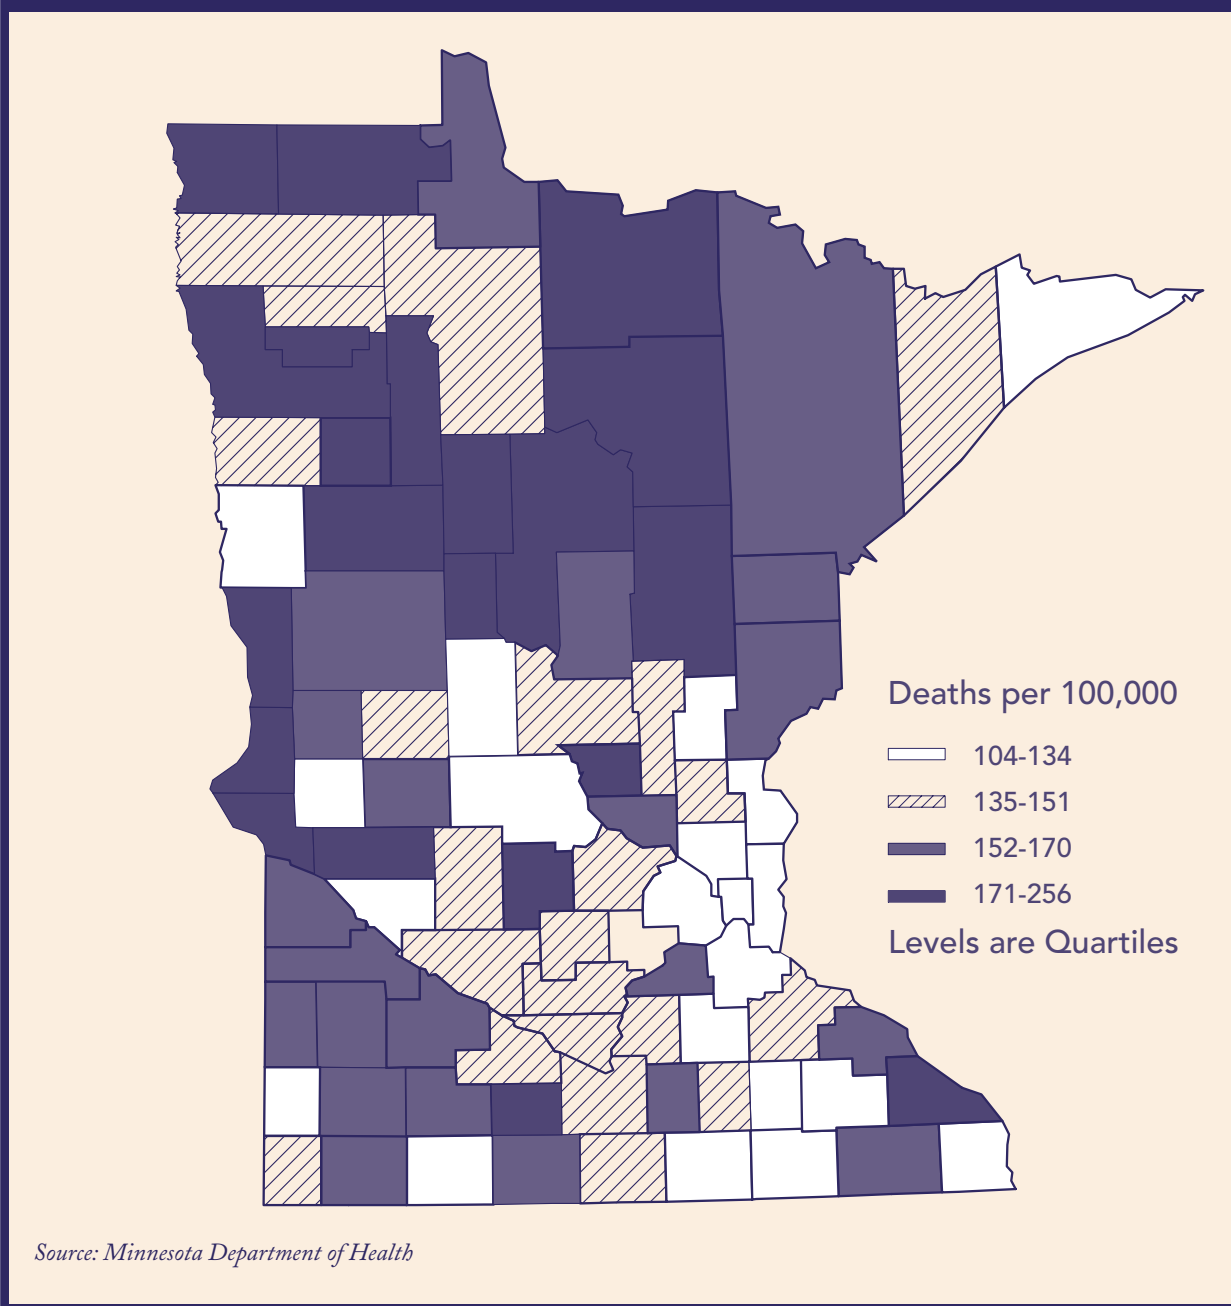 Deaths per 100,000
104-134
135-151
152-170
171-256
Levels are Quartiles
Source: Minnesota Department of Health